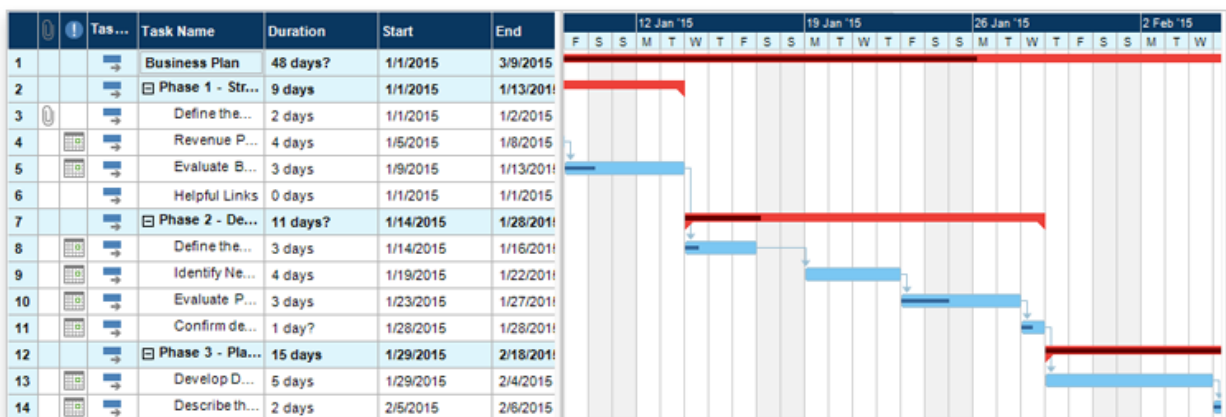 12 Jan '15 19 Jan '15 26 Jan '15 2 Feb '15
Tas... Task Name Duration Start End
F S S M T W T F S S M T W T F S S M T W T F S S M T W
1 Business Plan 48 days? 1/1/2015 3/9/2015
2 Phase 1 - Str... 9 days 1/1/2015 1/13/201
3 Define the... 2 days 1/1/2015 1/2/2015
4 Revenue P... 4 days 1/5/2015 1/8/2015
5 Evaluate B... 3 days 1/9/2015 1/13/201
6 Helpful Links 0 days 1/1/2015 1/1/2015
7 Phase 2 - De... 11 days? 1/14/2015 1/28/201
8 Define the... 3 days 1/14/2015 1/16/201
9 Identify Ne... 4 days 1/19/2015 1/22/201
10 Evaluate P... 3 days 1/23/2015 1/27/201
11 Confirm de... 1 day? 1/28/2015 1/28/201
12 Phase 3 - Pla... 15 days 1/29/2015 2/18/201
13 Develop D... 5 days 1/29/2015 2/4/2015
14 Describe th... 2 days 2/5/2015 2/6/2015